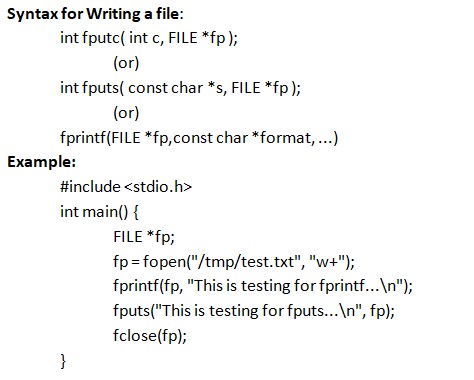 Syntax for Writing a file:
int fputc( int c, FILE *fp );
(or)
int fputs( const char *s, FILE *fp );
(or)
fprintf(FILE *fp,const char *format, ...)
Example:
#include <stdio.h>
int main() {
FILE *fp;
fp = fopen("/tmp/test.txt", "w+");
fprintf(fp, "This is testing for fprintf...\n");
fputs("This is testing for fputs...\n", fp);
fclose(fp);
}